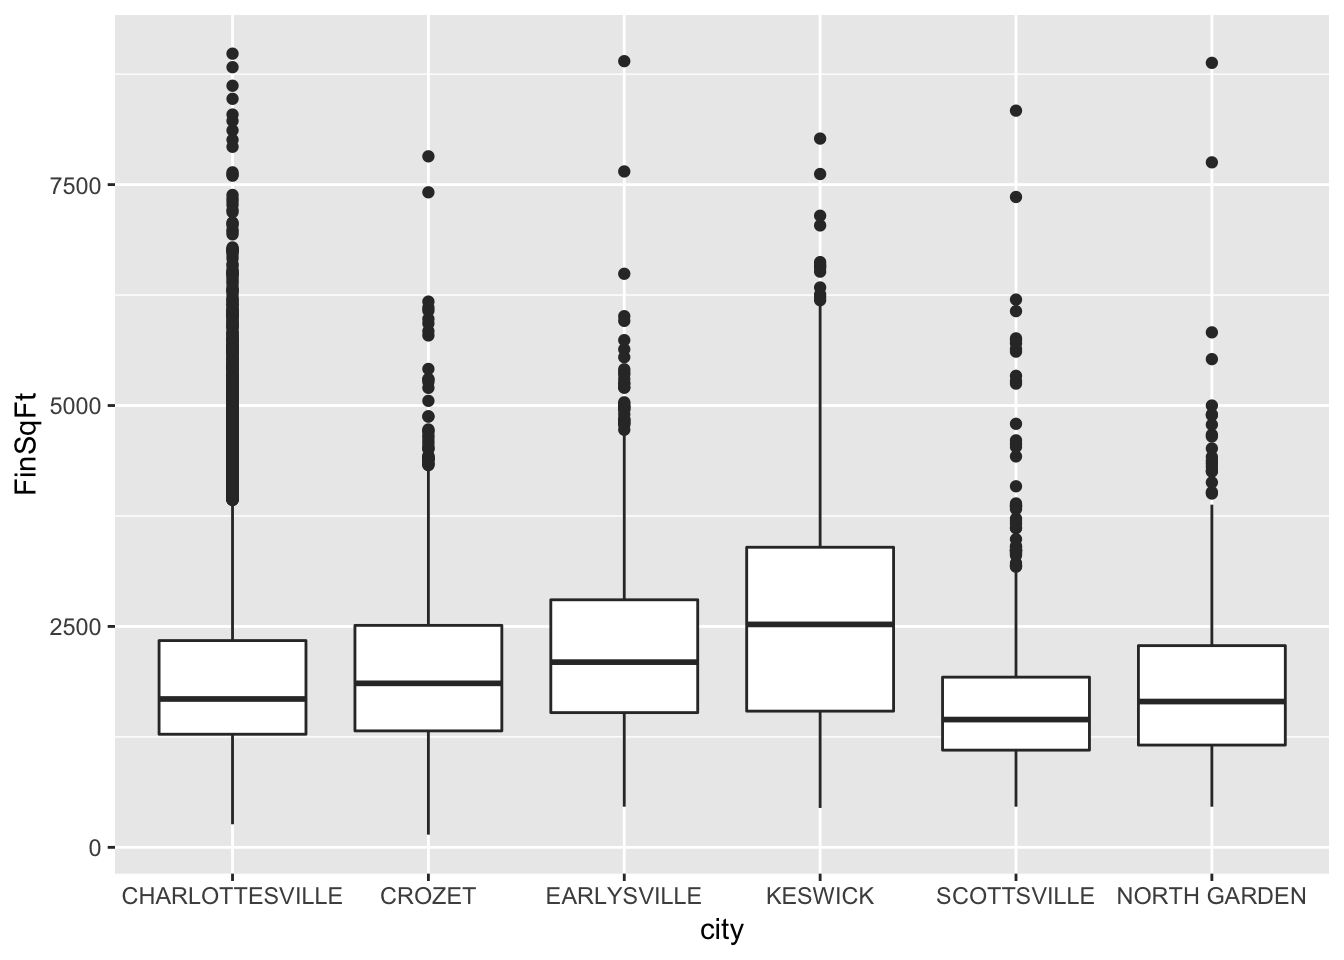 FinSqFt
7500
5000
2500
0
CHARLOTTESVILLE CROZET EARLYSVILLE KESWICK SCOTTSVILLE NORTH GARDEN
city